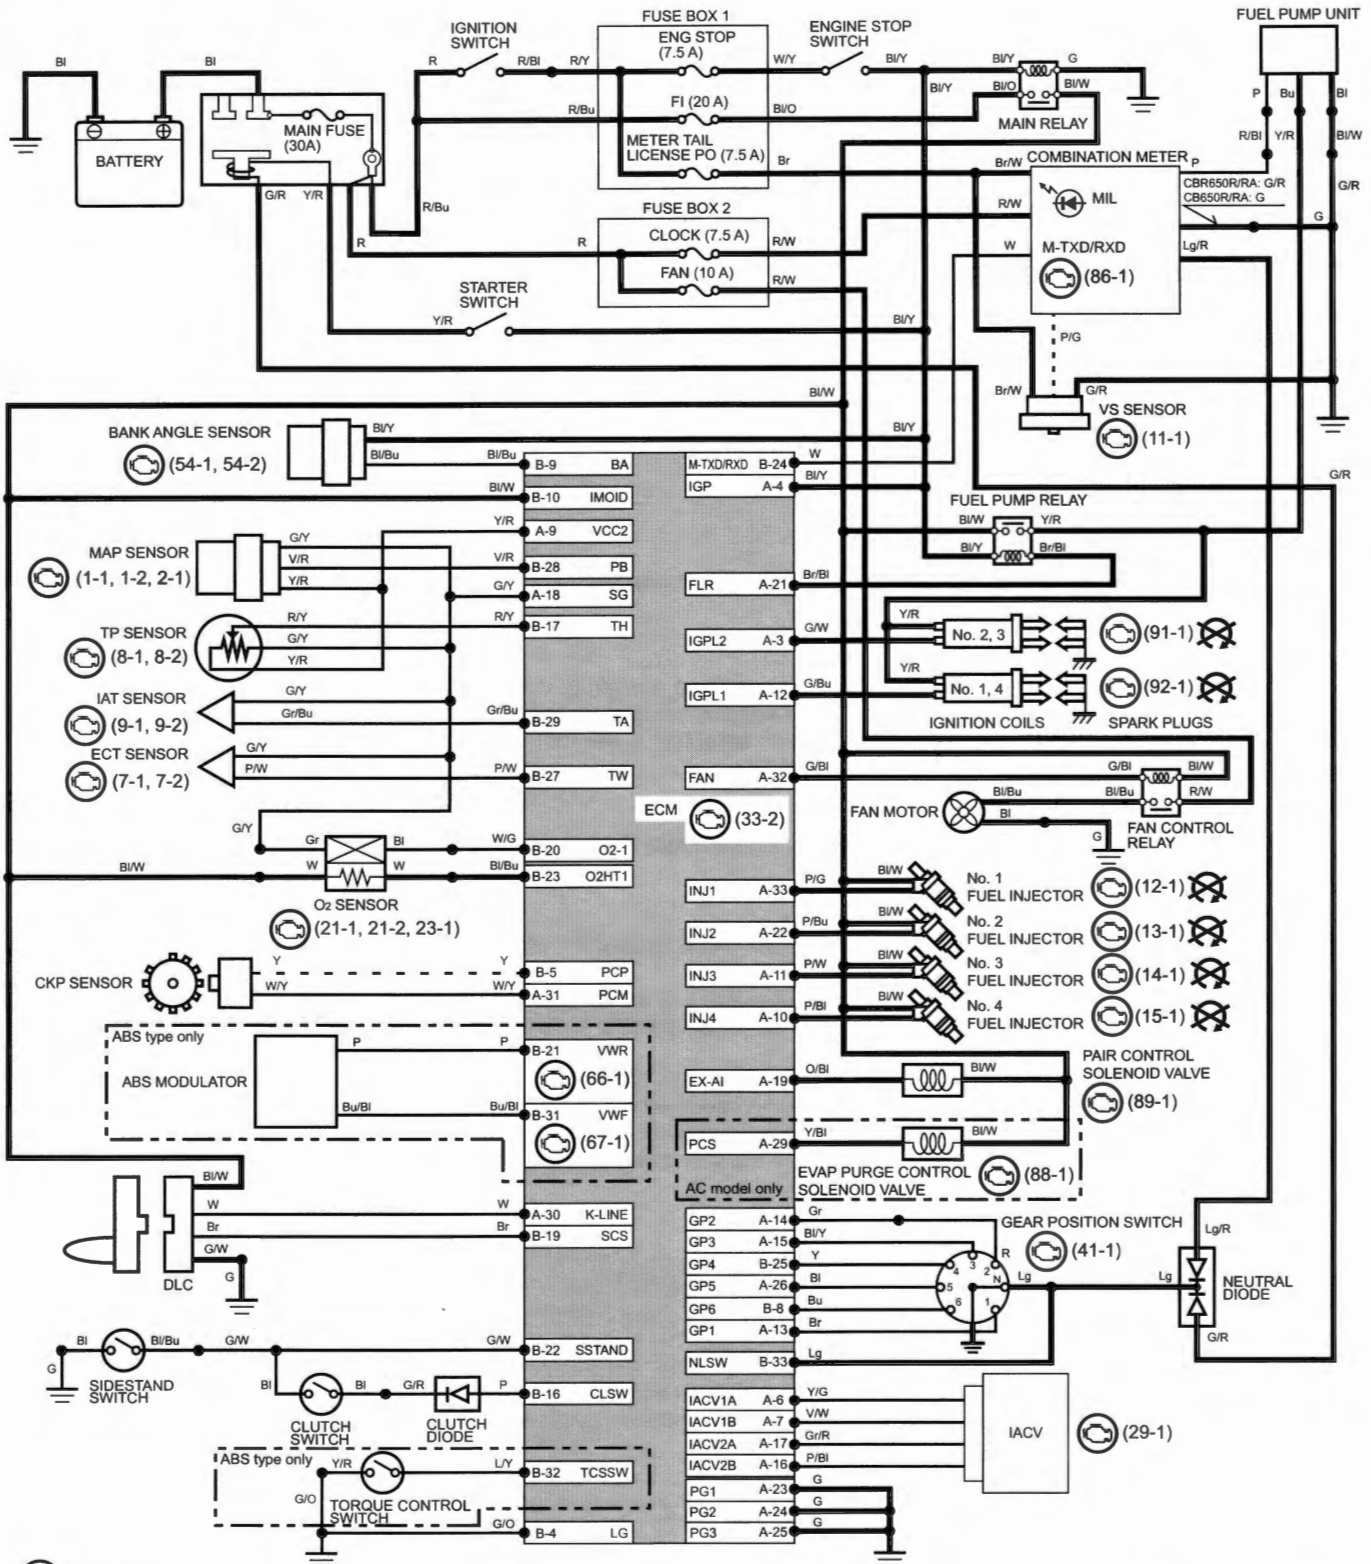 FUSE BOX 1
FUEL PUMP UNIT
IGNITION
SWITCH
ENG STOP
(7.5 A)
ENGINE STOP
SWITCH
Bl
Bl
R
R/Bl
R/Y
W/Y
Bl/Y
Bl/Y
G
Bl/Y
Bl/O
Bl/W
P
Bu
Bl
R/Bu
FI (20 A)
Bl/O
MAIN FUSE
(30A)
MAIN RELAY
R/Bl
Y/R
Bl/W
BATTERY
METER TAIL
LICENSE PO (7.5 A)
Br
Br/W
COMBINATION METER
P
G/R
Y/R
R/Bu
FUSE BOX 2
R/W
MIL
CBR650R/RA: G/R
CB650R/RA: G
G/R
G
R
R
CLOCK (7.5 A)
R/W
W
M-TXD/RXD
Lg/R
FAN (10 A)
R/W
(86-1)
STARTER
SWITCH
Y/R
Bl/Y
P/G
Bl/W
Br/W
G/R
VS SENSOR
(11-1)
BANK ANGLE SENSOR
(54-1, 54-2)
Bl/Y
Bl/Y
Bl/Bu
Bl/Bu
B-9 BA
M-TXD/RXD B-24
W
G/R
Bl/W
B-10 IMOID
IGP A-4
Bl/Y
FUEL PUMP RELAY
Y/R
A-9 VCC2
Bl/W
Y/R
MAP SENSOR
(1-1, 1-2, 2-1)
G/Y
V/R
Y/R
V/R
B-28 PB
Bl/Y
Br/Bl
G/Y
A-18 SG
FLR A-21
Br/Bl
TP SENSOR
(8-1, 8-2)
R/Y
G/Y
Y/R
R/Y
B-17 TH
IGPL2 A-3
G/W
Y/R
No. 2, 3
(91-1)
IAT SENSOR
(9-1, 9-2)
G/Y
Gr/Bu
Gr/Bu
B-29 TA
IGPL1 A-12
G/Bu
Y/R
No. 1, 4
(92-1)
IGNITION COILS
SPARK PLUGS
ECT SENSOR
(7-1, 7-2)
G/Y
P/W
P/W
B-27 TW
FAN A-32
G/Bl
G/Bl
Bl/W
ECM
(33-2)
FAN MOTOR
Bl/Bu
Bl/Bu
R/W
Bl
G
FAN CONTROL
RELAY
G/Y
Gr
Bl
W/G
B-20 O2-1
Bl/W
W
W
Bl/Bu
B-23 O2HT1
O2 SENSOR
(21-1, 21-2, 23-1)
INJ1 A-33
P/G
Bl/W
No. 1
FUEL INJECTOR
(12-1)
INJ2 A-22
P/Bu
Bl/W
No. 2
FUEL INJECTOR
(13-1)
CKP SENSOR
Y
Y
B-5 PCP
W/Y
W/Y
A-31 PCM
INJ3 A-11
P/W
Bl/W
No. 3
FUEL INJECTOR
(14-1)
INJ4 A-10
P/Bl
Bl/W
No. 4
FUEL INJECTOR
(15-1)
ABS type only
ABS MODULATOR
P
P
B-21 VWR
(66-1)
Bu/Bl
Bu/Bl
B-31 VWF
(67-1)
EX-AI A-19
O/Bl
Bl/W
PAIR CONTROL
SOLENOID VALVE
(89-1)
PCS A-29
Y/Bl
Bl/W
AC model only
EVAP PURGE CONTROL
SOLENOID VALVE
(88-1)
Bl/W
W
W
A-30 K-LINE
Br
Br
B-19 SCS
G/W
G
DLC
GP2 A-14
Gr
GP3 A-15
Bl/Y
GP4 B-25
Y
GP5 A-26
Bl
GP6 B-8
Bu
GP1 A-13
Br
GEAR POSITION SWITCH
(41-1)
4
3
2
R
5
N
6
1
Lg
Lg
Lg/R
NEUTRAL
DIODE
G/R
NLSW B-33
Lg
Bl
Bl/Bu
G/W
G/W
B-22 SSTAND
G
SIDESTAND
SWITCH
Bl
Bl
G/R
P
B-16 CLSW
CLUTCH
SWITCH
CLUTCH
DIODE
IACV1A A-6
Y/G
IACV1B A-7
V/W
IACV2A A-17
Gr/R
IACV2B A-16
P/Bl
IACV
(29-1)
ABS type only
Y/R
L/Y
B-32 TCSSW
G/O
TORQUE CONTROL
SWITCH
G/O
B-4 LG
PG1 A-23
G
PG2 A-24
G
PG3 A-25
G